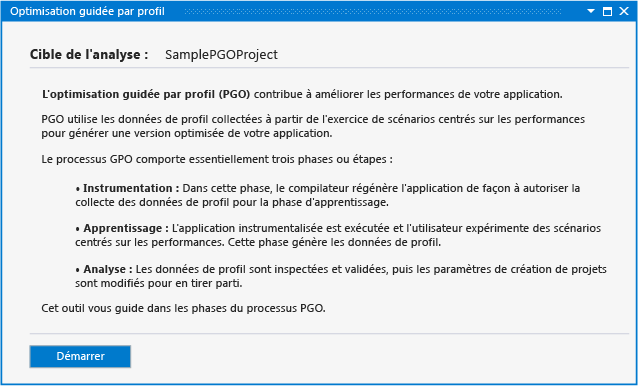 Optimisation guidée par profil
Cible de l'analyse : SamplePGOProject
L'optimisation guidée par profil (PGO) contribue à améliorer les performances de votre application.
PGO utilise les données de profil collectées à partir de l'exercice de scénarios centrés sur les performances
pour générer une version optimisée de votre application.
Le processus GPO comporte essentiellement trois phases ou étapes :
• Instrumentation : Dans cette phase, le compilateur régénère l'application de façon à autoriser la
collecte des données de profil pour la phase d'apprentissage.
• Apprentissage : L'application instrumentalisée est exécutée et l'utilisateur expérimente des scénarios
centrés sur les performances. Cette phase génère les données de profil.
• Analyse : Les données de profil sont inspectées et validées, puis les paramètres de création de projets
sont modifiés pour en tirer parti.
Cet outil vous guide dans les phases du processus PGO.
Démarrer